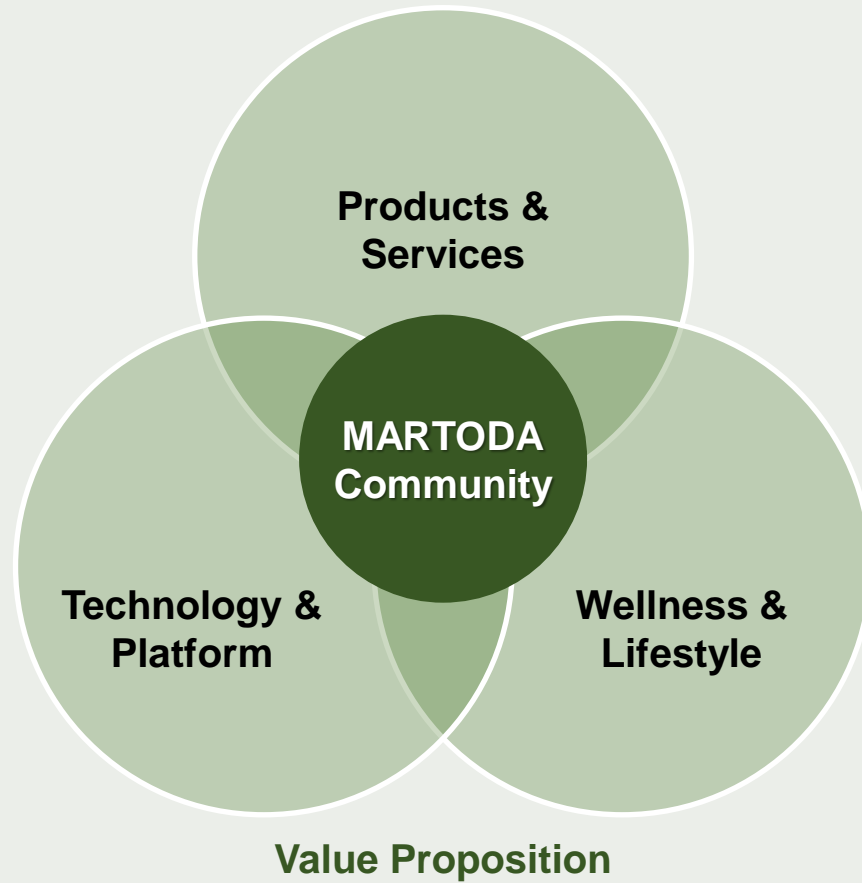 Products &
Services
MARTODA
Community
Technology &
Platform
Wellness &
Lifestyle
Value Proposition